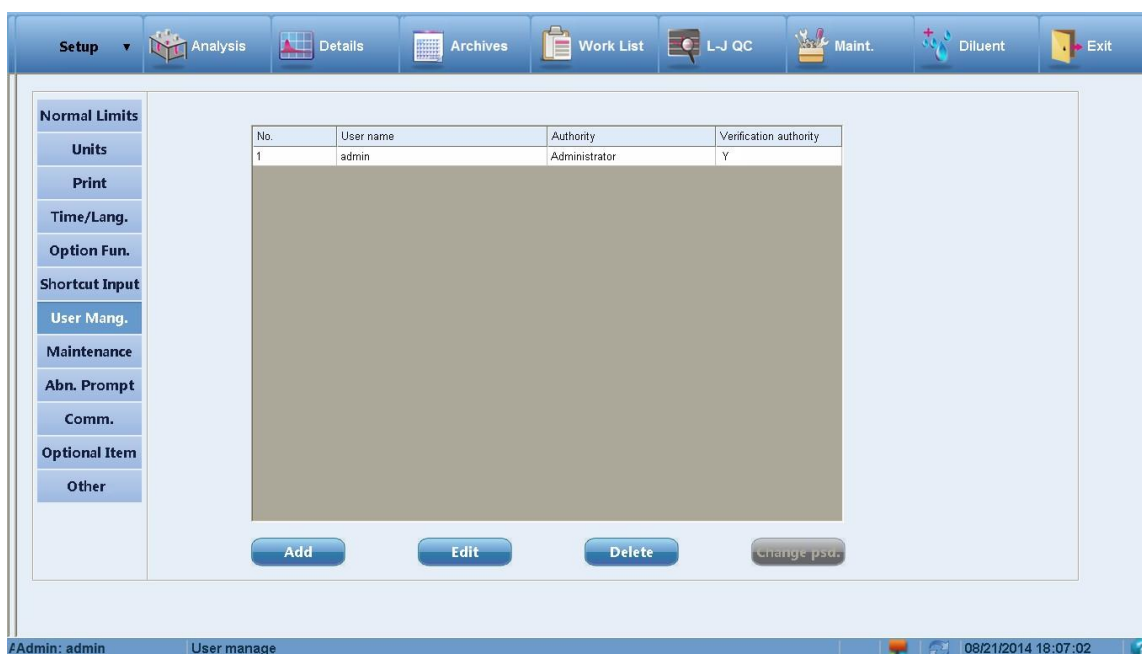 Setup ▼ Analysis Details Archives Work List L-J QC Maint. Diluent Exit
Normal Limits
Units
Print
Time/Lang.
Option Fun.
Shortcut Input
User Mang.
Maintenance
Abn. Prompt
Comm.
Optional Item
Other
No. User name Authority Verification authority
1 admin Administrator Y
Add Edit Delete Change psd.
Admin: admin User manage 08/21/2014 18:07:02